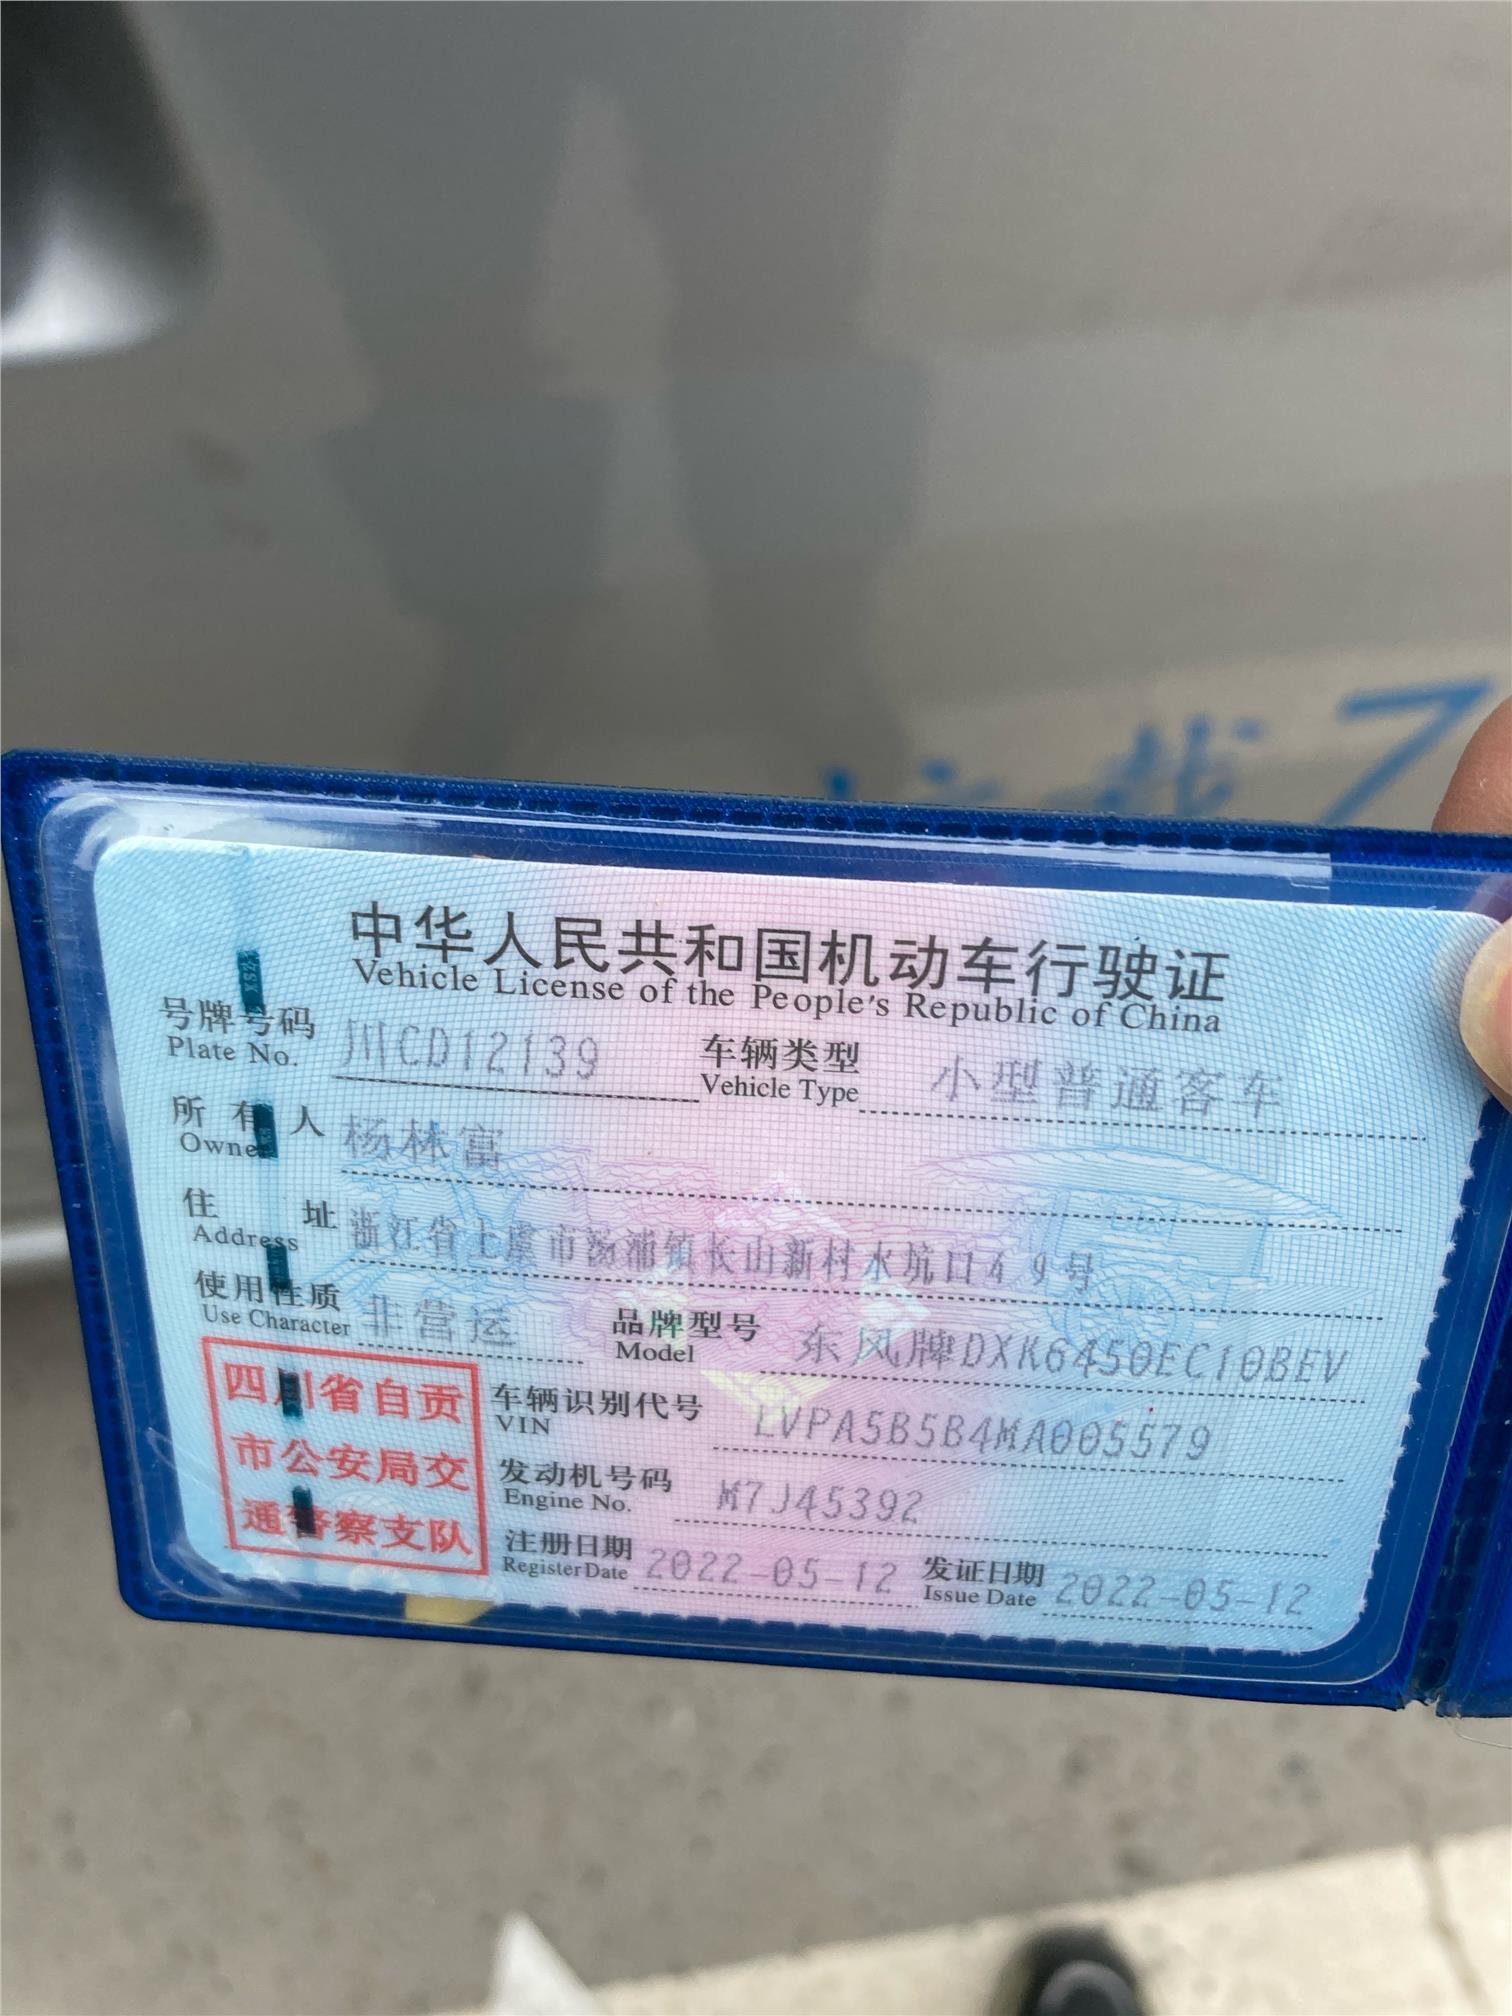 中华人民共和国机动车行驶证
Vehicle License of the People's Republic of China
号牌号码 川CD12139 车辆类型 小型普通客车
Plate No. Vehicle Type
所有人 杨林富
Owner
住址 浙江省上虞市汤浦镇长山新村水坑口49号
Address
使用性质 非营运 品牌型号 东风牌DXK6450EC10BEV
Use Character Model
四川省自贡
市公安局交
通警察支队
车辆识别代号 LVPA5B5B4MA005579
VIN
发动机号码 M7J45392
Engine No.
注册日期 2022-05-12 发证日期 2022-05-12
Register Date Issue Date